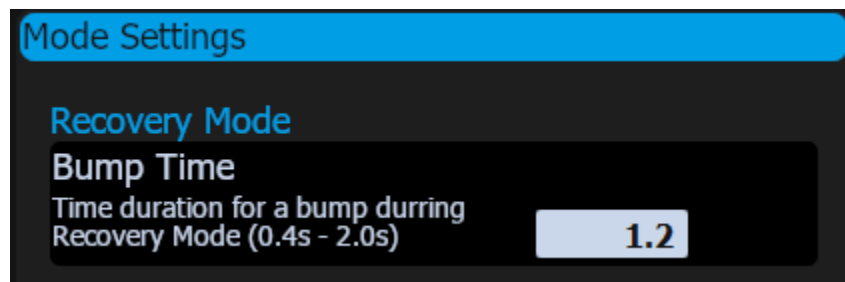 Mode Settings
Recovery Mode
Bump Time
Time duration for a bump durring
Recovery Mode (0.4s - 2.0s)
1.2